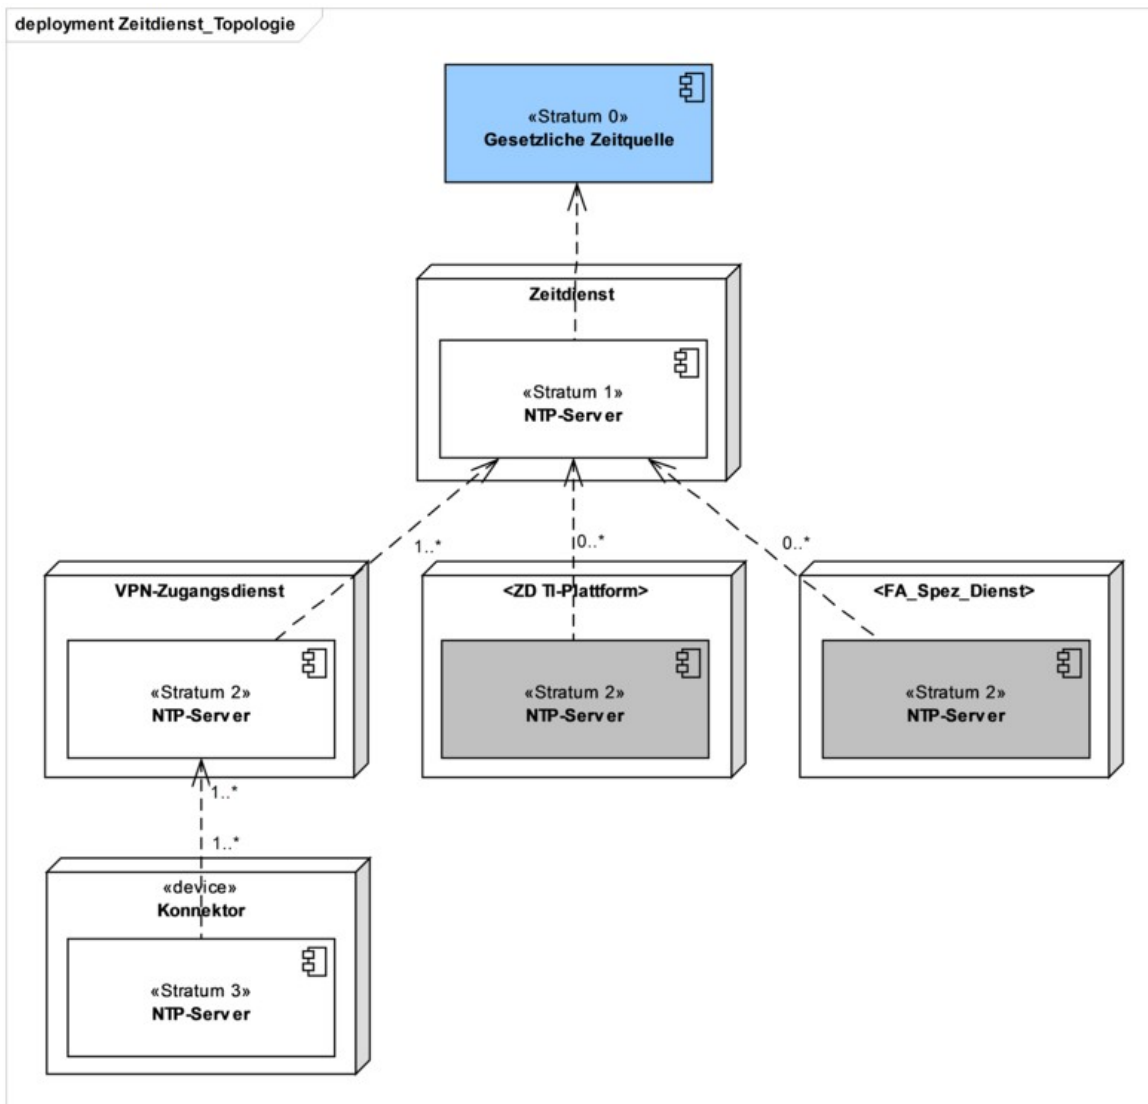 deployment Zeitdienst_Topologie
«Stratum 0»
Gesetzliche Zeitquelle
Zeitdienst
«Stratum 1»
NTP-Server
1..*
0..*
0..*
VPN-Zugangsdienst
<ZD TI-Plattform>
<FA_Spez_Dienst>
«Stratum 2»
NTP-Server
«Stratum 2»
NTP-Server
«Stratum 2»
NTP-Server
1..*
1..*
«device»
Konnektor
«Stratum 3»
NTP-Server